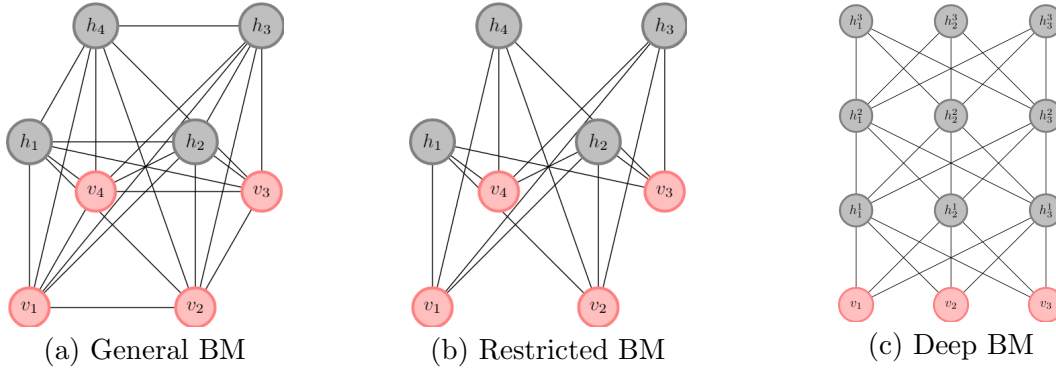 h₄ h₃ h₁ h₂ v₄ v₃ v₁ v₂
(a) General BM
h₄ h₃ h₁ h₂ v₄ v₃ v₁ v₂
(b) Restricted BM
h₁³ h₂³ h₃³
h₁² h₂² h₃²
h₁¹ h₂¹ h₃¹
v₁ v₂ v₃
(c) Deep BM